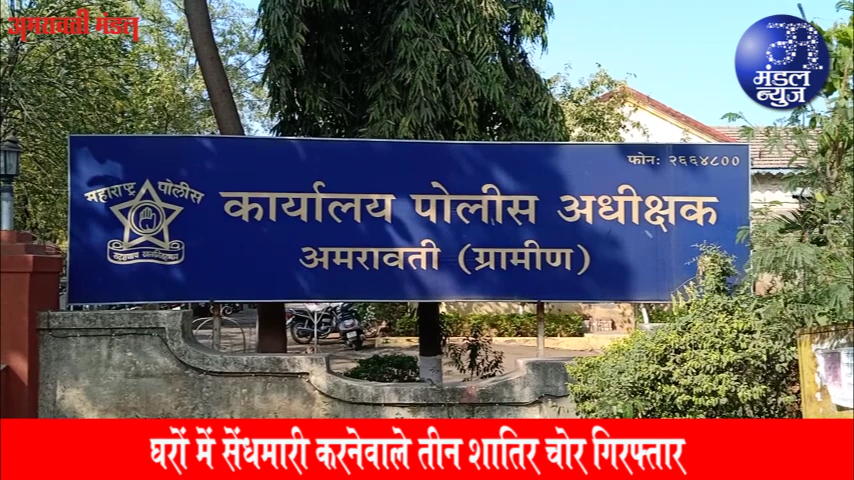 अमरावती मंडल
मंडल
न्युज
फोन: २६६४८००
महाराष्ट्र पोलीस
कार्यालय पोलीस अधीक्षक
अमरावती (ग्रामीण)
घरों में सेंधमारी करनेवाले तीन शातिर चोर गिरफ्तार